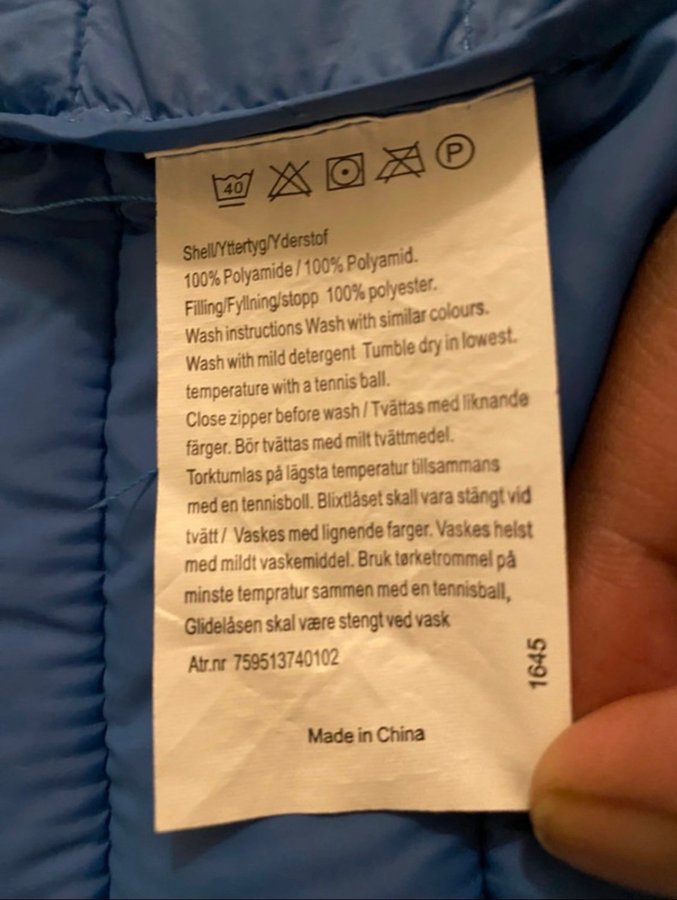 40 P
Shell/Yttertyg/Yderstof
100% Polyamide / 100% Polyamid.
Filling/Fyllning/stopp 100% polyester.
Wash instructions Wash with similar colours.
Wash with mild detergent Tumble dry in lowest.
temperature with a tennis ball.
Close zipper before wash / Tvättas med liknande
färger. Bör tvättas med milt tvättmedel.
Torktumlas på lägsta temperatur tillsammans
med en tennisboll. Blixtlåset skall vara stängt vid
tvätt / Vaskes med lignende farger. Vaskes helst
med mildt vaskemiddel. Bruk tørketrommel på
minste tempratur sammen med en tennisball,
Glidelåsen skal være stengt ved vask
Atr.nr 759513740102
1645
Made in China